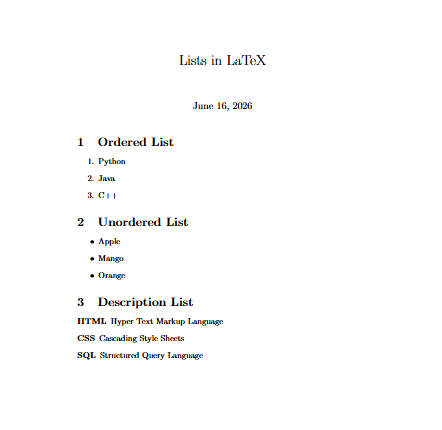 Lists in LaTeX
June 16, 2026
1 Ordered List
1. Python
2. Java
3. C++
2 Unordered List
• Apple
• Mango
• Orange
3 Description List
HTML Hyper Text Markup Language
CSS Cascading Style Sheets
SQL Structured Query Language